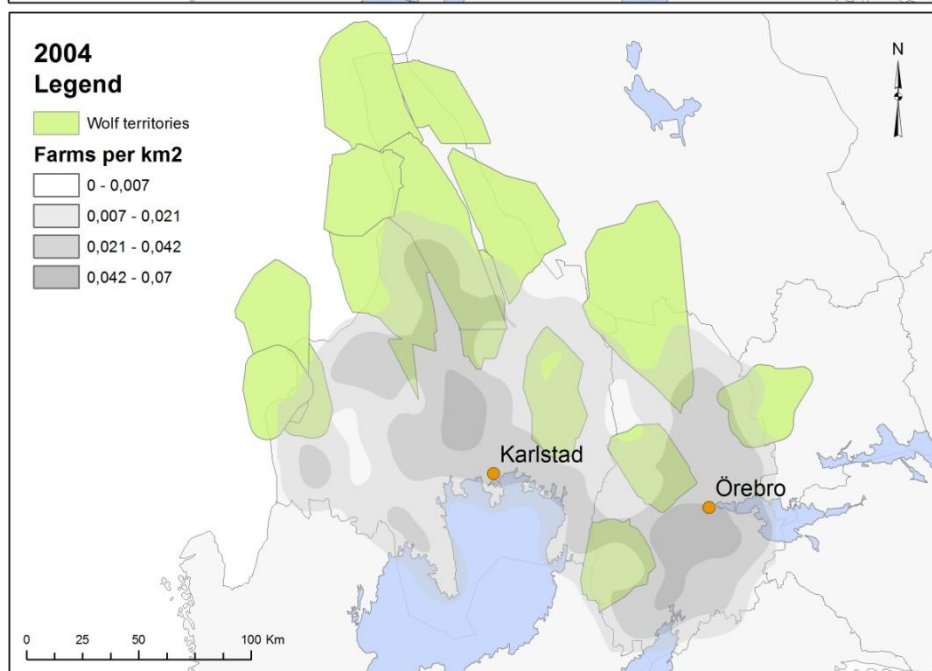 2004
Legend
Wolf territories
Farms per km2
0 - 0,007
0,007 - 0,021
0,021 - 0,042
0,042 - 0,07
N
Karlstad
Örebro
0 25 50 100 Km